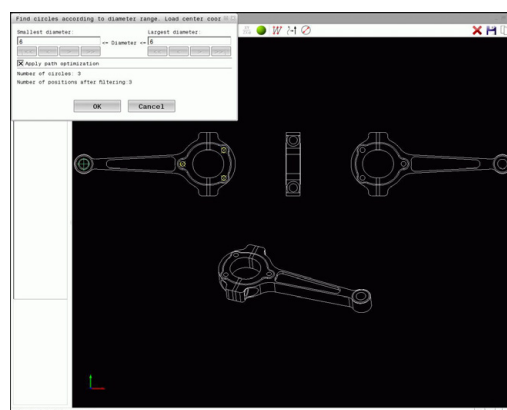 Find circles according to diameter range. Load center coor
Smallest diameter:
Largest diameter:
6
<= Diameter <=
6
Apply path optimization
Number of circles: 3
Number of positions after filtering:3
OK
Cancel